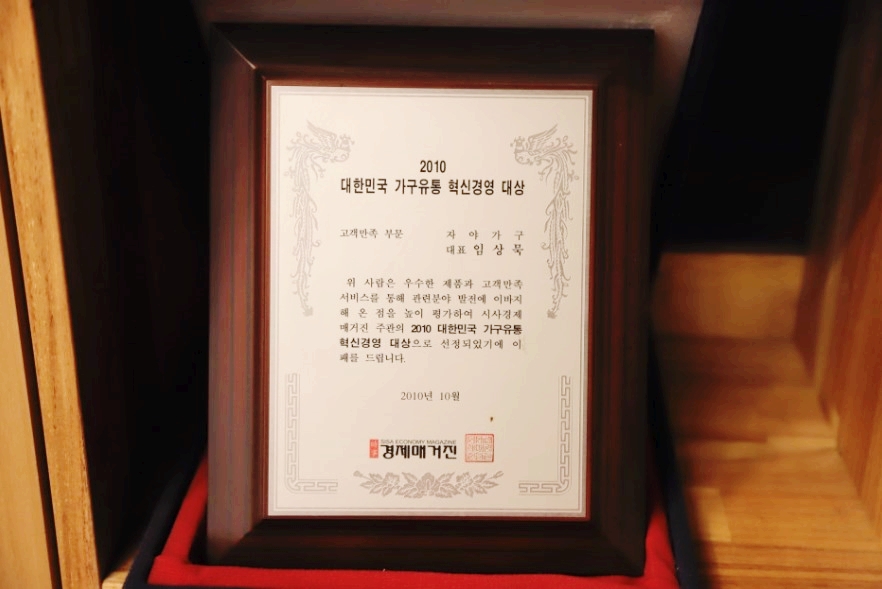 2010
대한민국 가구유통 혁신경영 대상
고객만족 부문 자 야 가 구
대표 임 상 묵
위 사람은 우수한 제품과 고객만족
서비스를 통해 관련분야 발전에 이바지
해 온 점을 높이 평가하여 시사경제
매거진 주관의 2010 대한민국 가구유통
혁신경영 대상으로 선정되었기에 이
패를 드립니다.
2010년 10월
SISA ECONOMY MAGAZINE
경제매거진